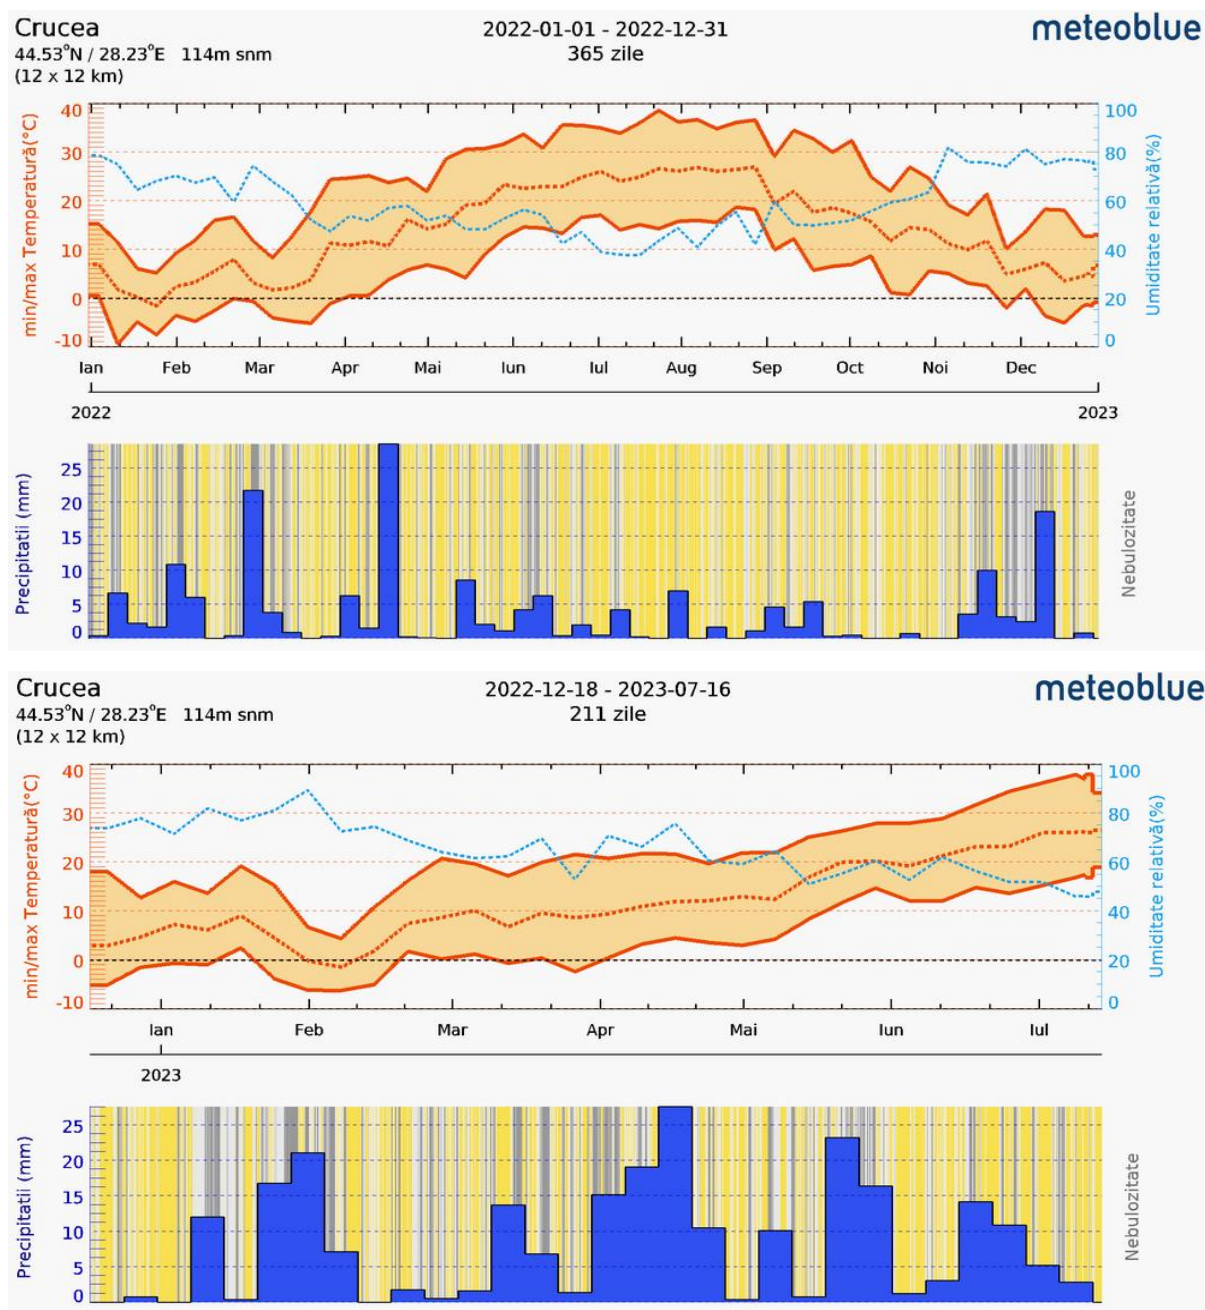 Crucea
2022-01-01 - 2022-12-31
meteoblue
44.53°N / 28.23°E 114m snm
365 zile
(12 x 12 km)
min/max Temperatură(°C)
40
30
20
10
0
-10
100
80
60
40
20
0
Umiditate relativă(%)
Ian Feb Mar Apr Mai Iun Iul Aug Sep Oct Noi Dec
2022 2023
Precipitatii (mm)
25
20
15
10
5
0
Nebulozitate
Crucea
2022-12-18 - 2023-07-16
meteoblue
44.53°N / 28.23°E 114m snm
211 zile
(12 x 12 km)
min/max Temperatură(°C)
40
30
20
10
0
-10
100
80
60
40
20
0
Umiditate relativă(%)
Ian Feb Mar Apr Mai Iun Iul
2023
Precipitatii (mm)
25
20
15
10
5
0
Nebulozitate